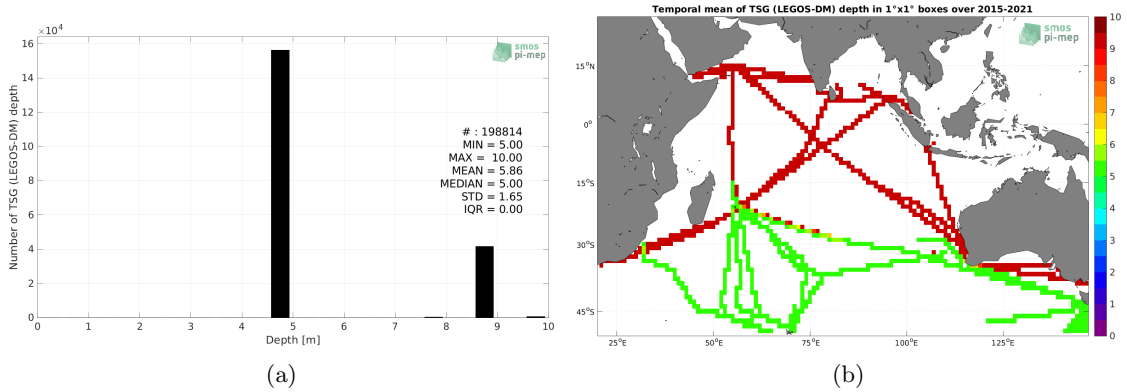 ×10⁴
16
14
12
10
8
6
4
2
0
Number of TSG (LEGOS-DM) depth
smos
pi-mep
# : 198814
MIN = 5.00
MAX = 10.00
MEAN = 5.86
MEDIAN = 5.00
STD = 1.65
IQR = 0.00
0 1 2 3 4 5 6 7 8 9 10
Depth [m]
(a)
Temporal mean of TSG (LEGOS-DM) depth in 1°x1° boxes over 2015-2021
smos
pi-mep
15°N
0°
15°S
30°S
45°S
25°E 50°E 75°E 100°E 125°E
10
9
8
7
6
5
4
3
2
1
0
(b)